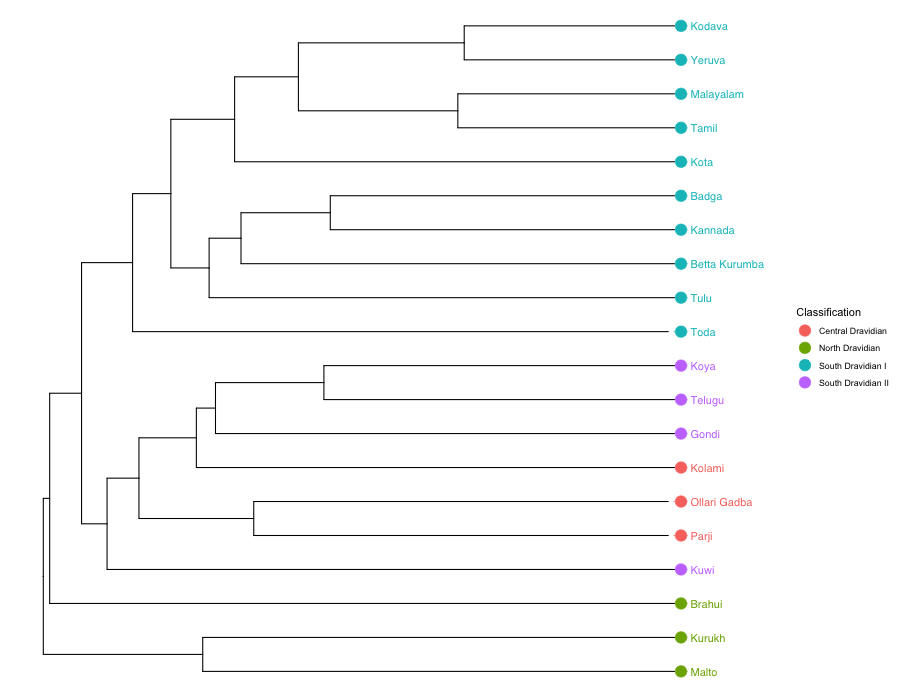 Kodava
Yeruva
Malayalam
Tamil
Kota
Badga
Kannada
Betta Kurumba
Tulu
Toda
Koya
Telugu
Gondi
Kolami
Ollari Gadba
Parji
Kuwi
Brahui
Kurukh
Malto
Classification
Central Dravidian
North Dravidian
South Dravidian I
South Dravidian II